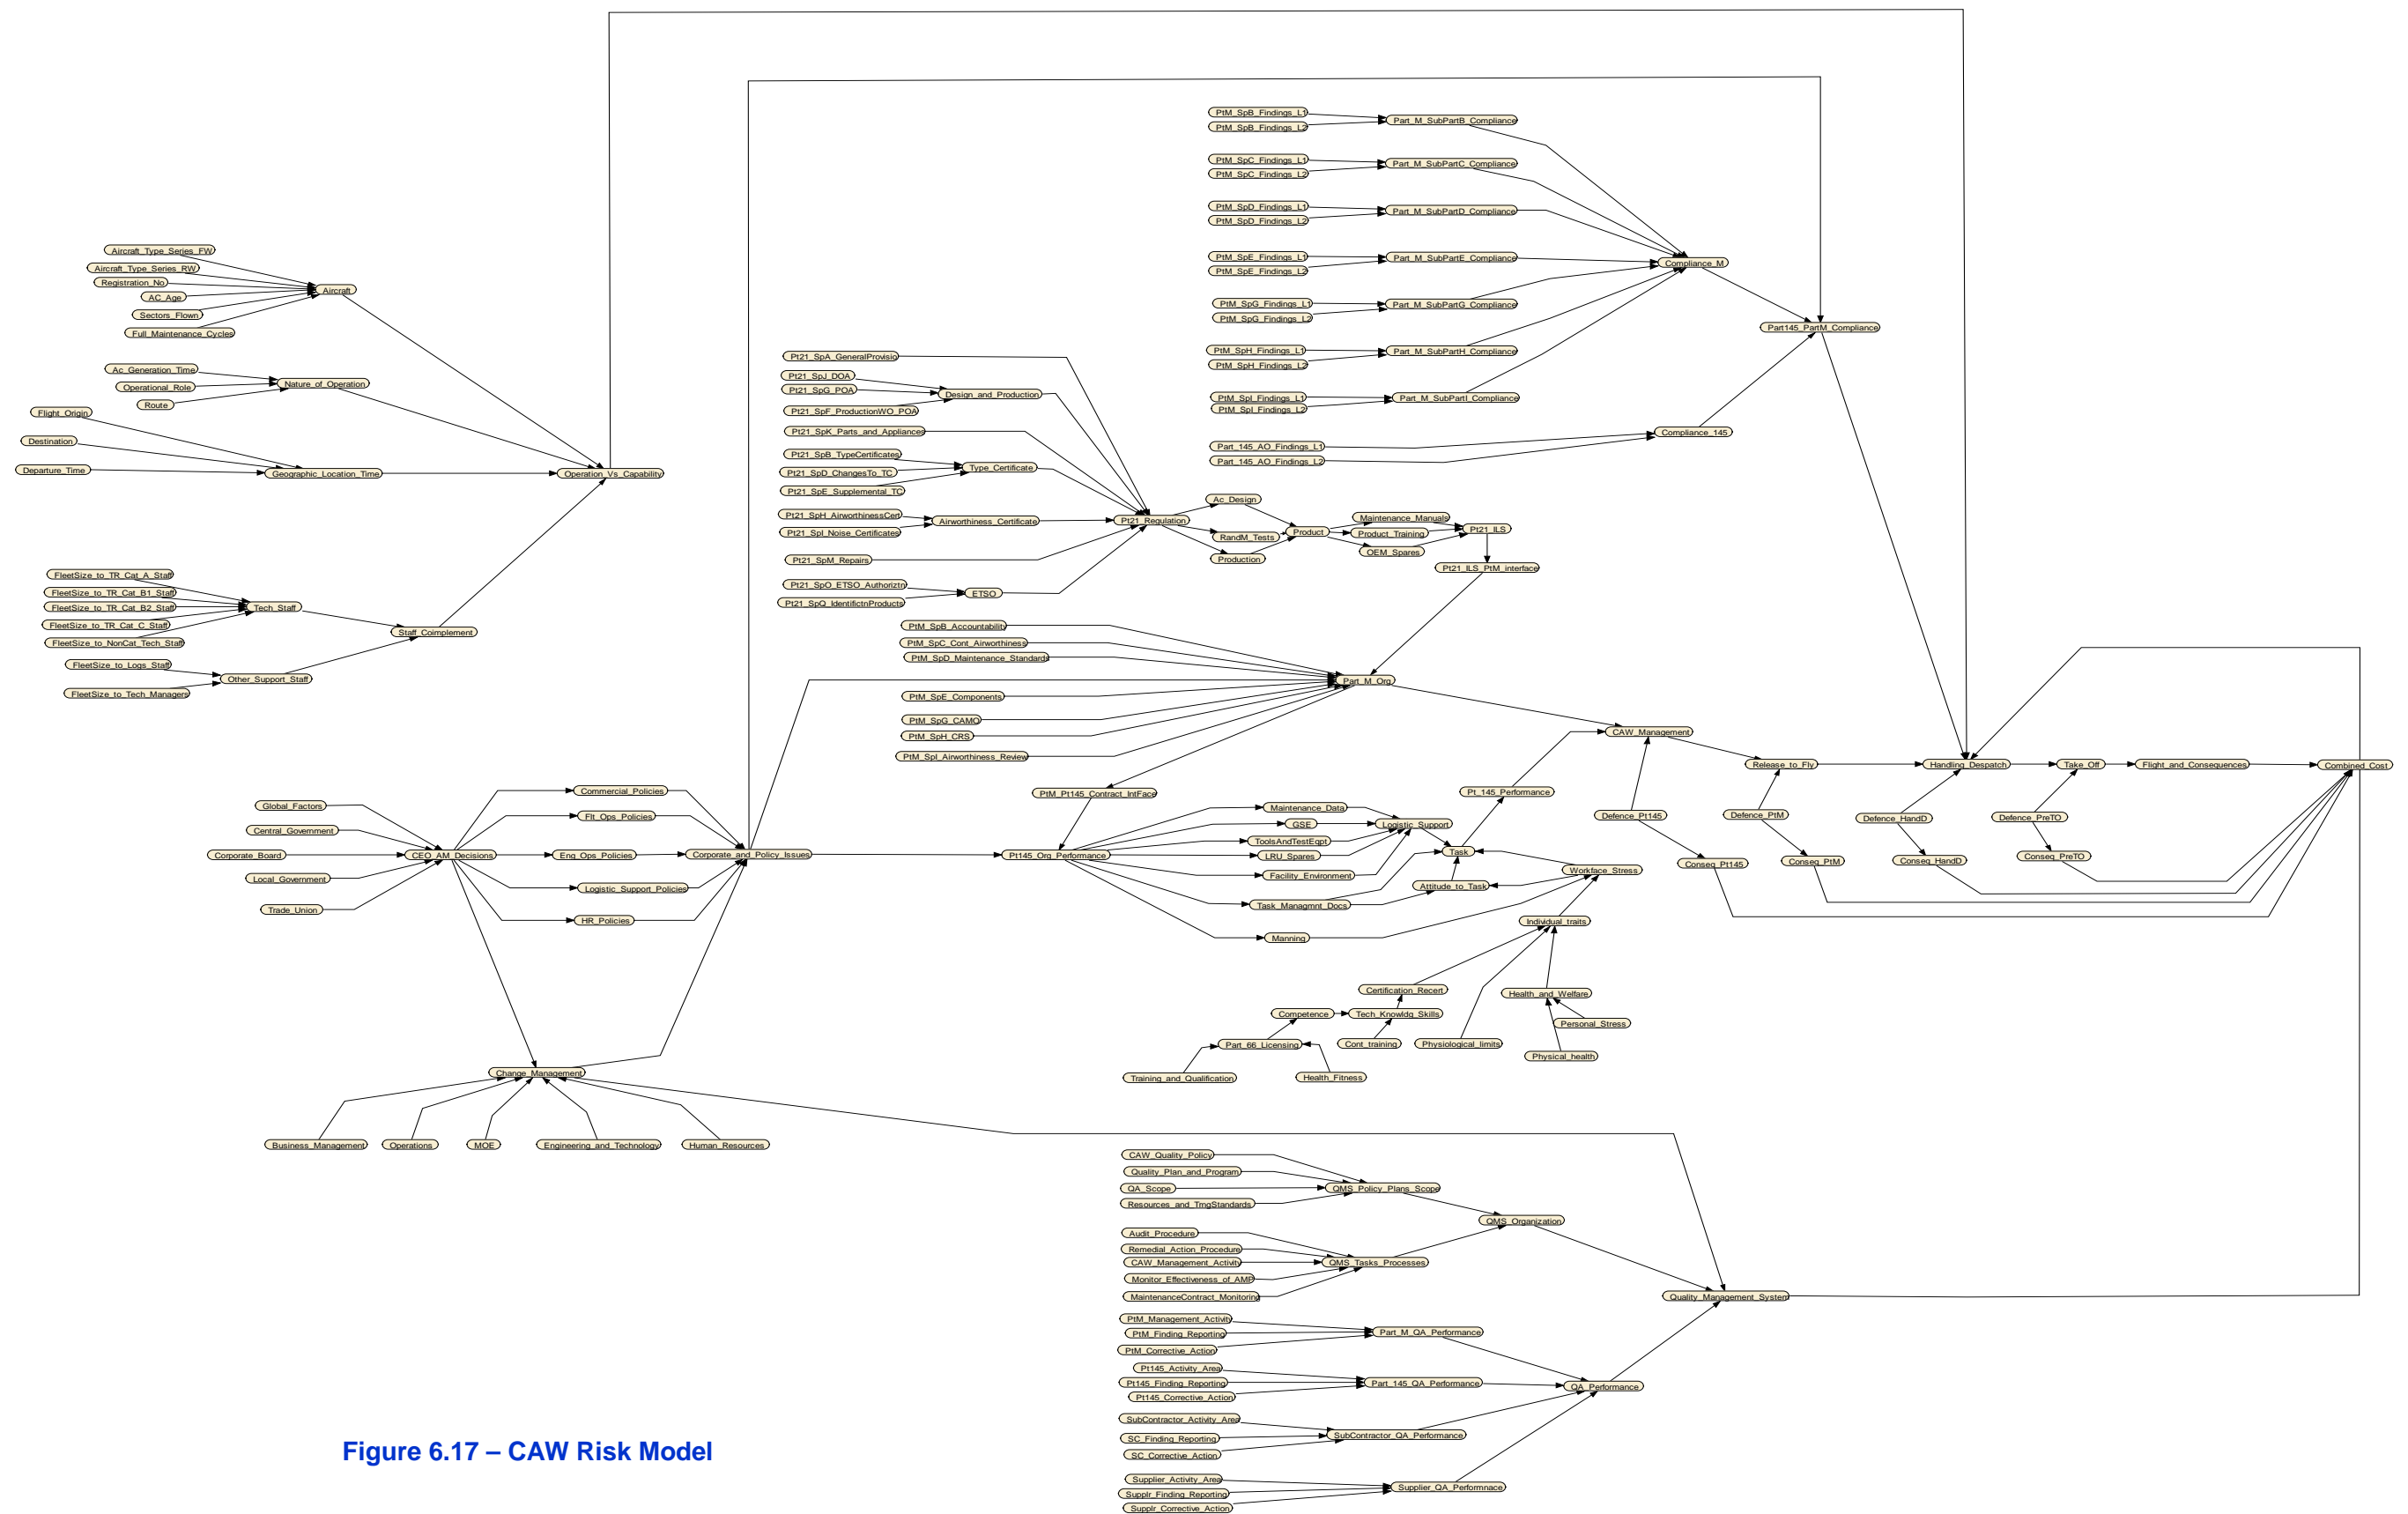 PtM_SpB_Findings_L1
PtM_SpB_Findings_L2
Part_M_SubPartB_Compliance
PtM_SpC_Findings_L1
PtM_SpC_Findings_L2
Part_M_SubPartC_Compliance
PtM_SpD_Findings_L1
PtM_SpD_Findings_L2
Part_M_SubPartD_Compliance
PtM_SpE_Findings_L1
PtM_SpE_Findings_L2
Part_M_SubPartE_Compliance
Compliance_M
PtM_SpG_Findings_L1
PtM_SpG_Findings_L2
Part_M_SubPartG_Compliance
PtM_SpH_Findings_L1
PtM_SpH_Findings_L2
Part_M_SubPartH_Compliance
PtM_SpI_Findings_L1
PtM_SpI_Findings_L2
Part_M_SubPartI_Compliance
Part145_PartM_Compliance
Part_145_AO_Findings_L1
Part_145_AO_Findings_L2
Compliance_145
Aircraft_Type_Series_FW
Aircraft_Type_Series_RW
Registration_No
AC_Age
Sectors_Flown
Full_Maintenance_Cycles
Aircraft
Ac_Generation_Time
Operational_Role
Route
Nature_of_Operation
Flight_Origin
Destination
Departure_Time
Geographic_Location_Time
Operation_Vs_Capability
FleetSize_to_TR_Cat_A_Staff
FleetSize_to_TR_Cat_B1_Staff
FleetSize_to_TR_Cat_B2_Staff
FleetSize_to_TR_Cat_C_Staff
FleetSize_to_NonCat_Tech_Staff
Tech_Staff
Staff_Coimplement
FleetSize_to_Logs_Staff
FleetSize_to_Tech_Managers
Other_Support_Staff
Pt21_SpA_GeneralProvisio
Pt21_SpJ_DOA
Pt21_SpG_POA
Pt21_SpF_ProductionWO_POA
Design_and_Production
Pt21_SpK_Parts_and_Appliances
Pt21_SpB_TypeCertificates
Pt21_SpD_ChangesTo_TC
Pt21_SpE_Supplemental_TC
Type_Certificate
Pt21_SpH_AirworthinessCert
Pt21_SpI_Noise_Certificates
Airworthiness_Certificate
Pt21_SpM_Repairs
Pt21_SpO_ETSO_Authoriztn
Pt21_SpQ_IdentifictnProducts
ETSO
Pt21_Regulation
Ac_Design
RandM_Tests
Production
Product
Maintenance_Manuals
Product_Training
OEM_Spares
Pt21_ILS
Pt21_ILS_PtM_interface
PtM_SpB_Accountability
PtM_SpC_Cont_Airworthiness
PtM_SpD_Maintenance_Standards
Part_M_Org
PtM_SpE_Components
PtM_SpG_CAMO
PtM_SpH_CRS
PtM_SpI_Airworthiness_Review
CAW_Management
Release_to_Fly
Handling_Despatch
Take_Off
Flight_and_Consequences
Combined_Cost
PtM_Pt145_Contract_IntFace
Pt_145_Performance
Defence_Pt145
Defence_PtM
Defence_HandD
Defence_PreTO
Conseq_Pt145
Conseq_PtM
Conseq_HandD
Conseq_PreTO
Global_Factors
Central_Government
Corporate_Board
Local_Government
Trade_Union
CEO_AM_Decisions
Commercial_Policies
Flt_Ops_Policies
Eng_Ops_Policies
Logistic_Support_Policies
HR_Policies
Corporate_and_Policy_Issues
Pt145_Org_Performance
Maintenance_Data
GSE
ToolsAndTestEqpt
LRU_Spares
Facility_Environment
Task_Managmnt_Docs
Manning
Logistic_Support
Task
Attitude_to_Task
Workface_Stress
Individual_traits
Certification_Recert
Health_and_Welfare
Competence
Tech_Knowldg_Skills
Personal_Stress
Part_66_Licensing
Cont_training
Physiological_limits
Physical_health
Training_and_Qualification
Health_Fitness
Change_Management
Business_Management
Operations
MOE
Engineering_and_Technology
Human_Resources
CAW_Quality_Policy
Quality_Plan_and_Program
QA_Scope
Resources_and_TrngStandards
QMS_Policy_Plans_Scope
QMS_Organization
Audit_Procedure
Remedial_Action_Procedure
CAW_Management_Activity
Monitor_Effectiveness_of_AMP
MaintenanceContract_Monitoring
QMS_Tasks_Processes
Quality_Management_System
PtM_Management_Activity
PtM_Finding_Reporting
PtM_Corrective_Action
Part_M_QA_Performance
Pt145_Activity_Area
Pt145_Finding_Reporting
Pt145_Corrective_Action
Part_145_QA_Performance
QA_Performance
SubContractor_Activity_Area
SC_Finding_Reporting
SC_Corrective_Action
SubContractor_QA_Performance
Supplier_Activity_Area
Supplr_Finding_Reporting
Supplr_Corrective_Action
Supplier_QA_Performnace
Figure 6.17 – CAW Risk Model